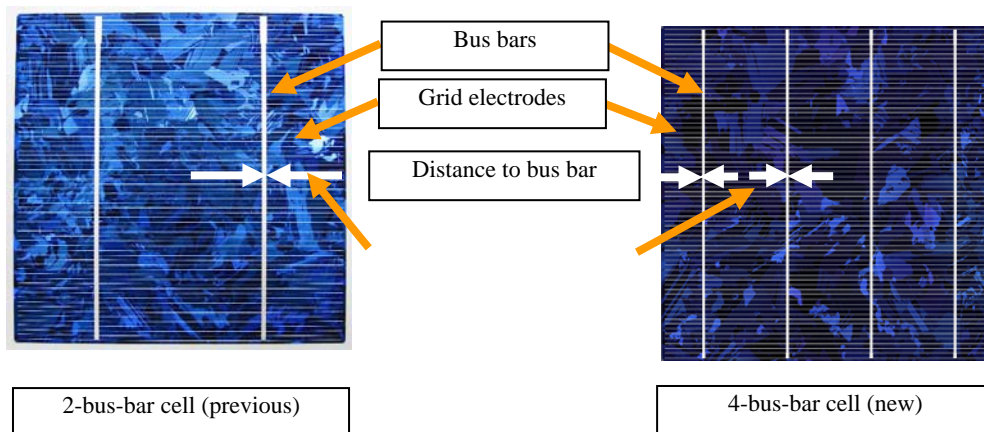 Bus bars
Grid electrodes
Distance to bus bar
2-bus-bar cell (previous)
4-bus-bar cell (new)